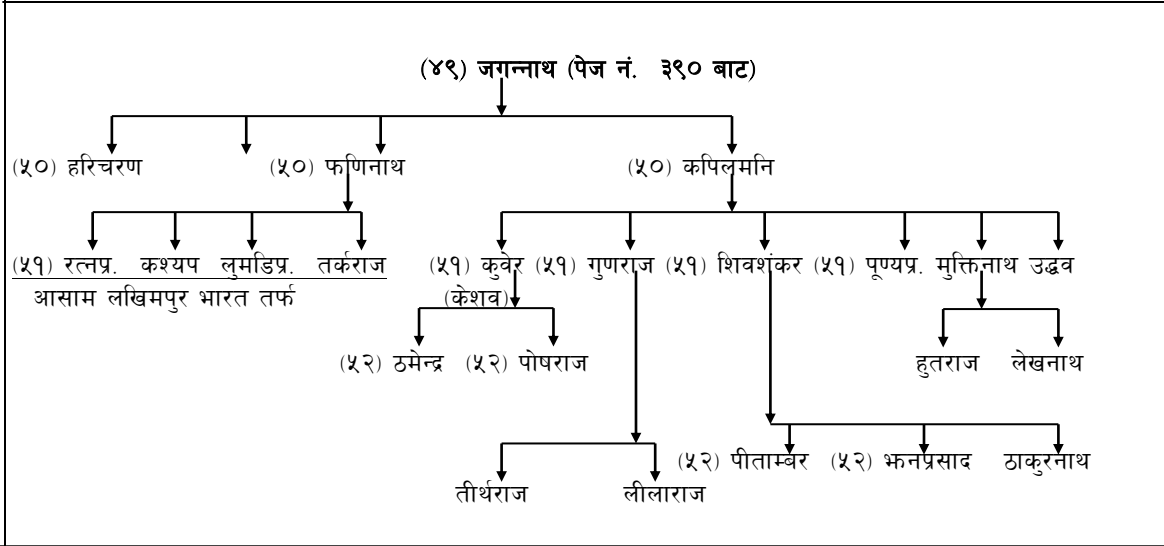 (४९) जगन्नाथ (पेज नं. ३९० बाट)
(५०) हरिचरण (५०) फणिनाथ (५०) कपिलमनि
(५१) रत्नप्र. कश्यप लुमडिप्र. तर्कराज (५१) कुवेर (५१) गुणराज (५१) शिवशंकर (५१) पूण्यप्र. मुक्तिनाथ उद्धव
आसाम लखिमपुर भारत तर्फ (केशव)
(५२) ठमेन्द्र (५२) पोषराज हुतराज लेखनाथ
(५२) पीताम्बर (५२) झनप्रसाद ठाकुरनाथ
तीर्थराज लीलाराज